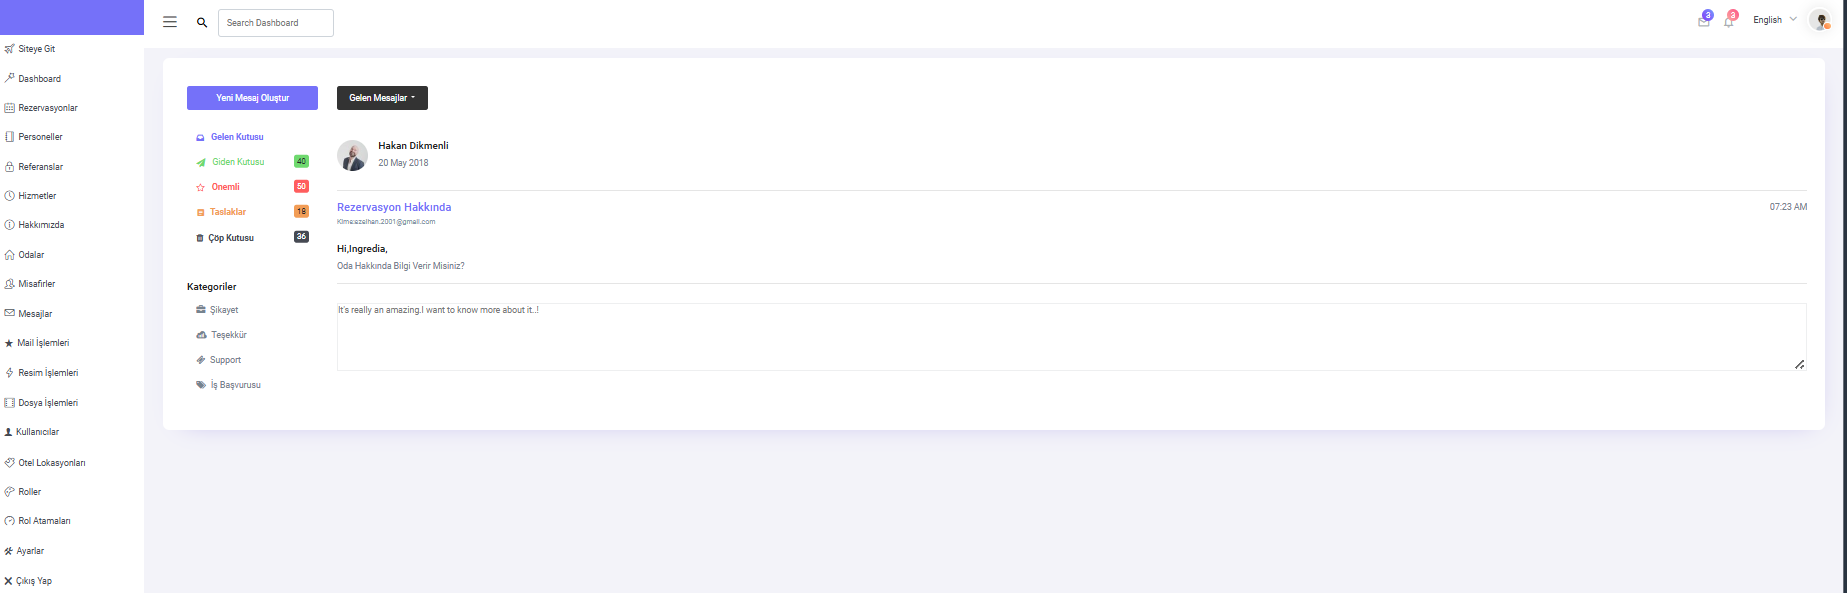 Search Dashboard
3
3
English
Siteye Git
Dashboard
Rezervasyonlar
Personeller
Referanslar
Hizmetler
Hakkımızda
Odalar
Misafirler
Mesajlar
Mail İşlemleri
Resim İşlemleri
Dosya İşlemleri
Kullanıcılar
Otel Lokasyonları
Roller
Rol Atamaları
Ayarlar
Çıkış Yap
Yeni Mesaj Oluştur
Gelen Kutusu
Giden Kutusu 40
Onemli 50
Taslaklar 18
Çöp Kutusu 36
Kategoriler
Şikayet
Teşekkür
Support
İş Başvurusu
Gelen Mesajlar
Hakan Dikmenli
20 May 2018
Rezervasyon Hakkında 07:23 AM
Hi,Ingredia,
Oda Hakkında Bilgi Verir Misiniz?
It's really an amazing.I want to know more about it..!